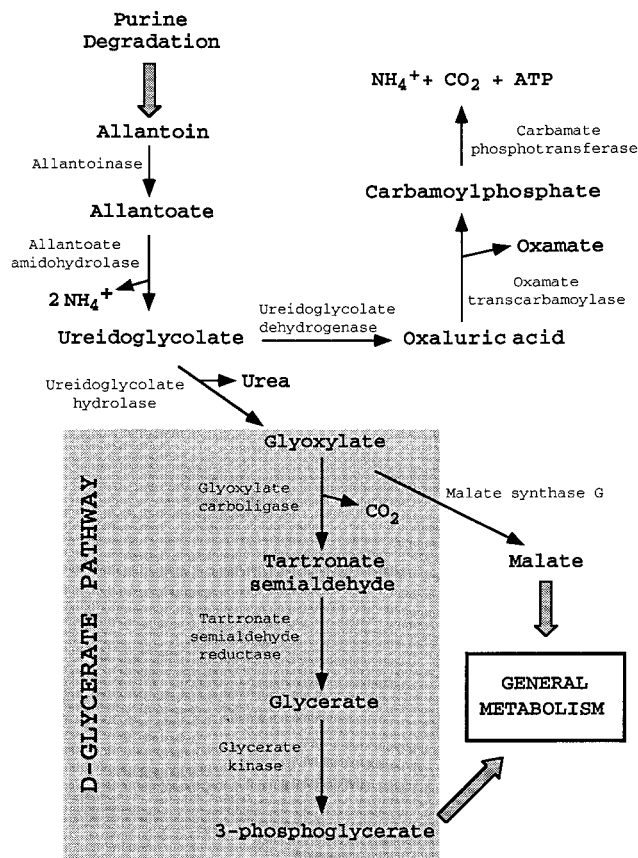 Purine
Degradation
NH4+ + CO2 + ATP
Allantoin
Carbamate
phosphotransferase
Allantoinase
Carbamoylphosphate
Allantoate
Allantoate
amidohydrolase
Oxamate
2 NH4+
Oxamate
transcarbamoylase
Ureidoglycolate
dehydrogenase
Ureidoglycolate
Oxaluric acid
Ureidoglycolate
hydrolase
Urea
Glyoxylate
Glyoxylate
carboligase
CO2
Malate synthase G
Tartronate
semialdehyde
Malate
Tartronate
semialdehyde
reductase
D-GLYCERATE PATHWAY
Glycerate
GENERAL
METABOLISM
Glycerate
kinase
3-phosphoglycerate